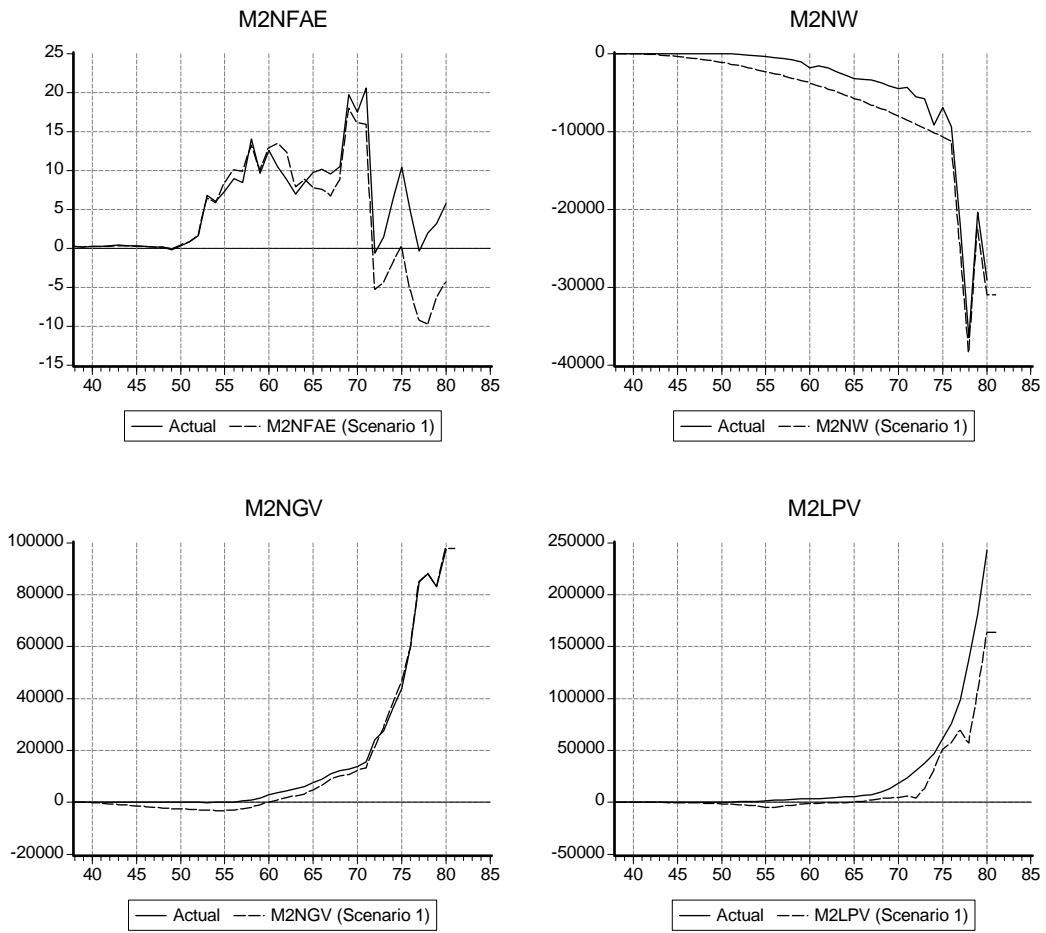 M2NFAE
25
20
15
10
5
0
-5
-10
-15
40 45 50 55 60 65 70 75 80 85
Actual M2NFAE (Scenario 1)
M2NW
0
-10000
-20000
-30000
-40000
40 45 50 55 60 65 70 75 80 85
Actual M2NW (Scenario 1)
M2NGV
100000
80000
60000
40000
20000
0
-20000
40 45 50 55 60 65 70 75 80 85
Actual M2NGV (Scenario 1)
M2LPV
250000
200000
150000
100000
50000
0
-50000
40 45 50 55 60 65 70 75 80 85
Actual M2LPV (Scenario 1)